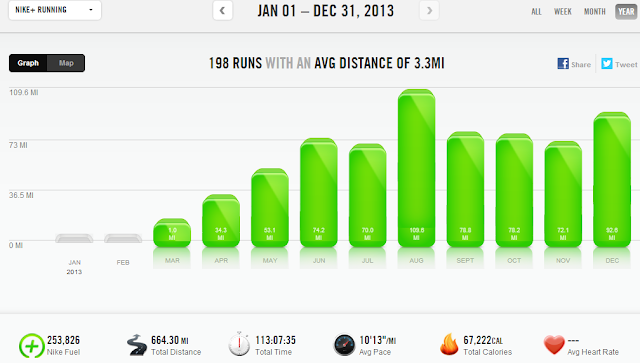 NIKE+ RUNNING
JAN 01 – DEC 31, 2013
ALL WEEK MONTH YEAR
Graph Map
198 RUNS WITH AN AVG DISTANCE OF 3.3MI
Share Tweet
109.6 MI
73 MI
36.5 MI
0 MI
1.0 MI
34.3 MI
53.1 MI
74.2 MI
70.0 MI
109.6 MI
78.8 MI
78.2 MI
72.1 MI
92.6 MI
JAN FEB MAR APR MAY JUN JUL AUG SEP OCT NOV DEC
2013
253,826
Nike Fuel
664.30 MI
Total Distance
113:07:35
Total Time
10'13"/MI
Avg Pace
67,222CAL
Total Calories
---
Avg Heart Rate